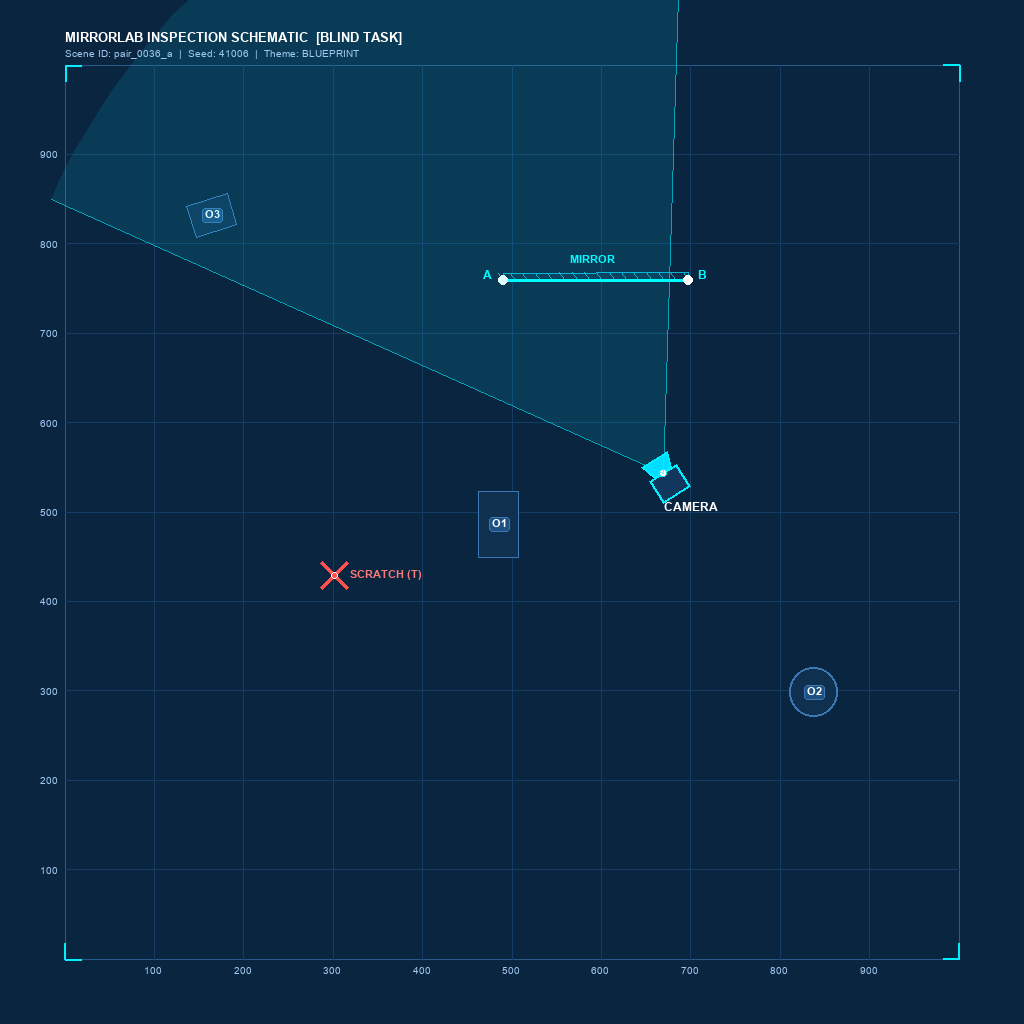 MIRRORLAB INSPECTION SCHEMATIC [BLIND TASK]
Scene ID: pair_0036_a | Seed: 41006 | Theme: BLUEPRINT
900
O3
800
MIRROR
A
B
700
600
CAMERA
500
O1
SCRATCH (T)
400
300
O2
200
100
100 200 300 400 500 600 700 800 900